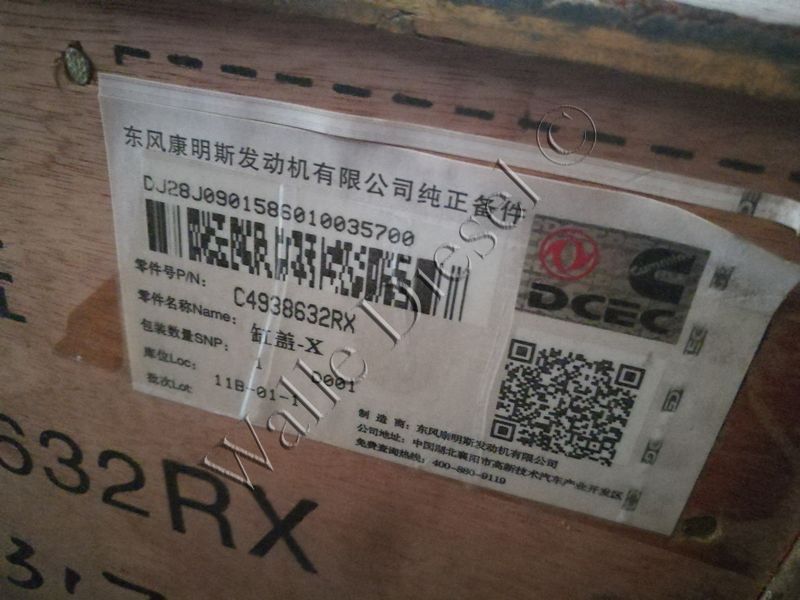 东风康明斯发动机有限公司纯正备件
DJ28J0901586010035700
零件号P/N: C4938632RX
零件名称Name: 缸盖-X
包装数量SNP: 1
库位Loc: D001
批次Lot 11B-01-1
DCEC
Cummins
制造商: 东风康明斯发动机有限公司
公司地址: 中国湖北襄阳市高新技术汽车产业开发区
免费查询热线: 400-880-9119
632RX
Walle Diesel ©